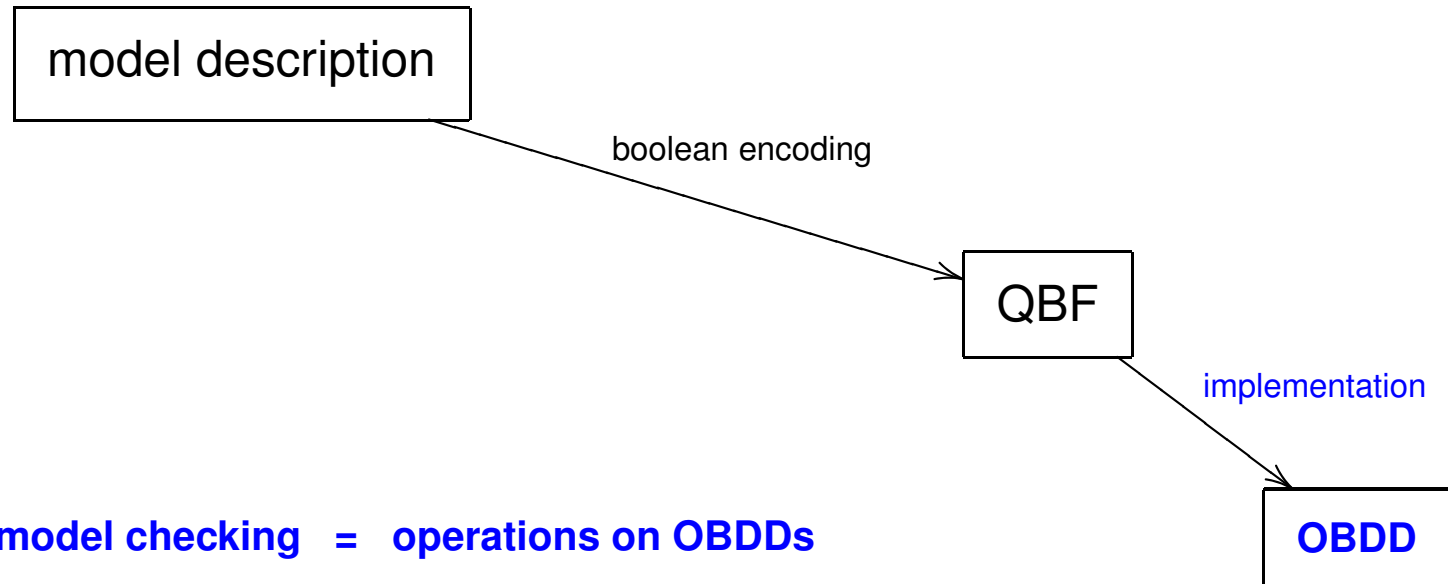 model description
boolean encoding
QBF
implementation
model checking = operations on OBDDs
OBDD